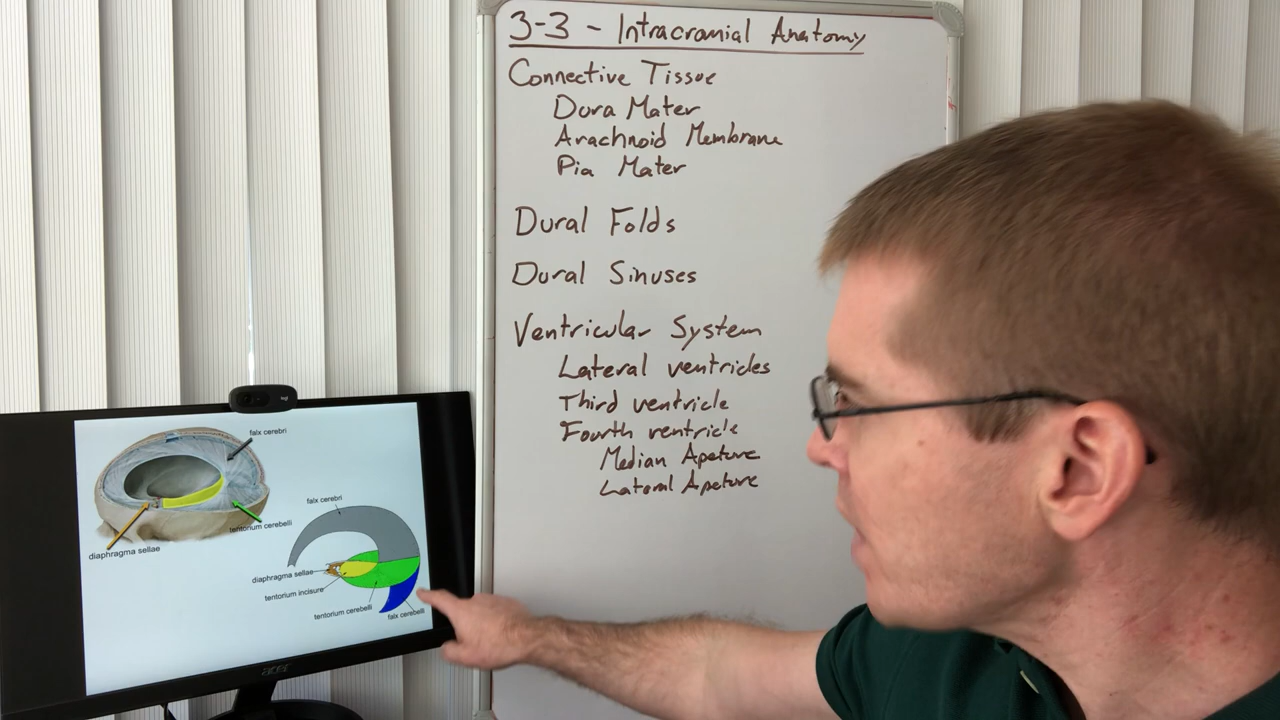 3-3 - Intracranial Anatomy
Connective Tissue
Dura Mater
Arachnoid Membrane
Pia Mater
Dural Folds
Dural Sinuses
Ventricular System
Lateral ventricles
Third ventricle
Fourth ventricle
Median Apeture
Lateral Apeture
falx cerebri
tentorium cerebelli
diaphragma sellae
falx cerebri
diaphragma sellae
tentorium incisure
tentorium cerebelli
falx cerebelli
acer